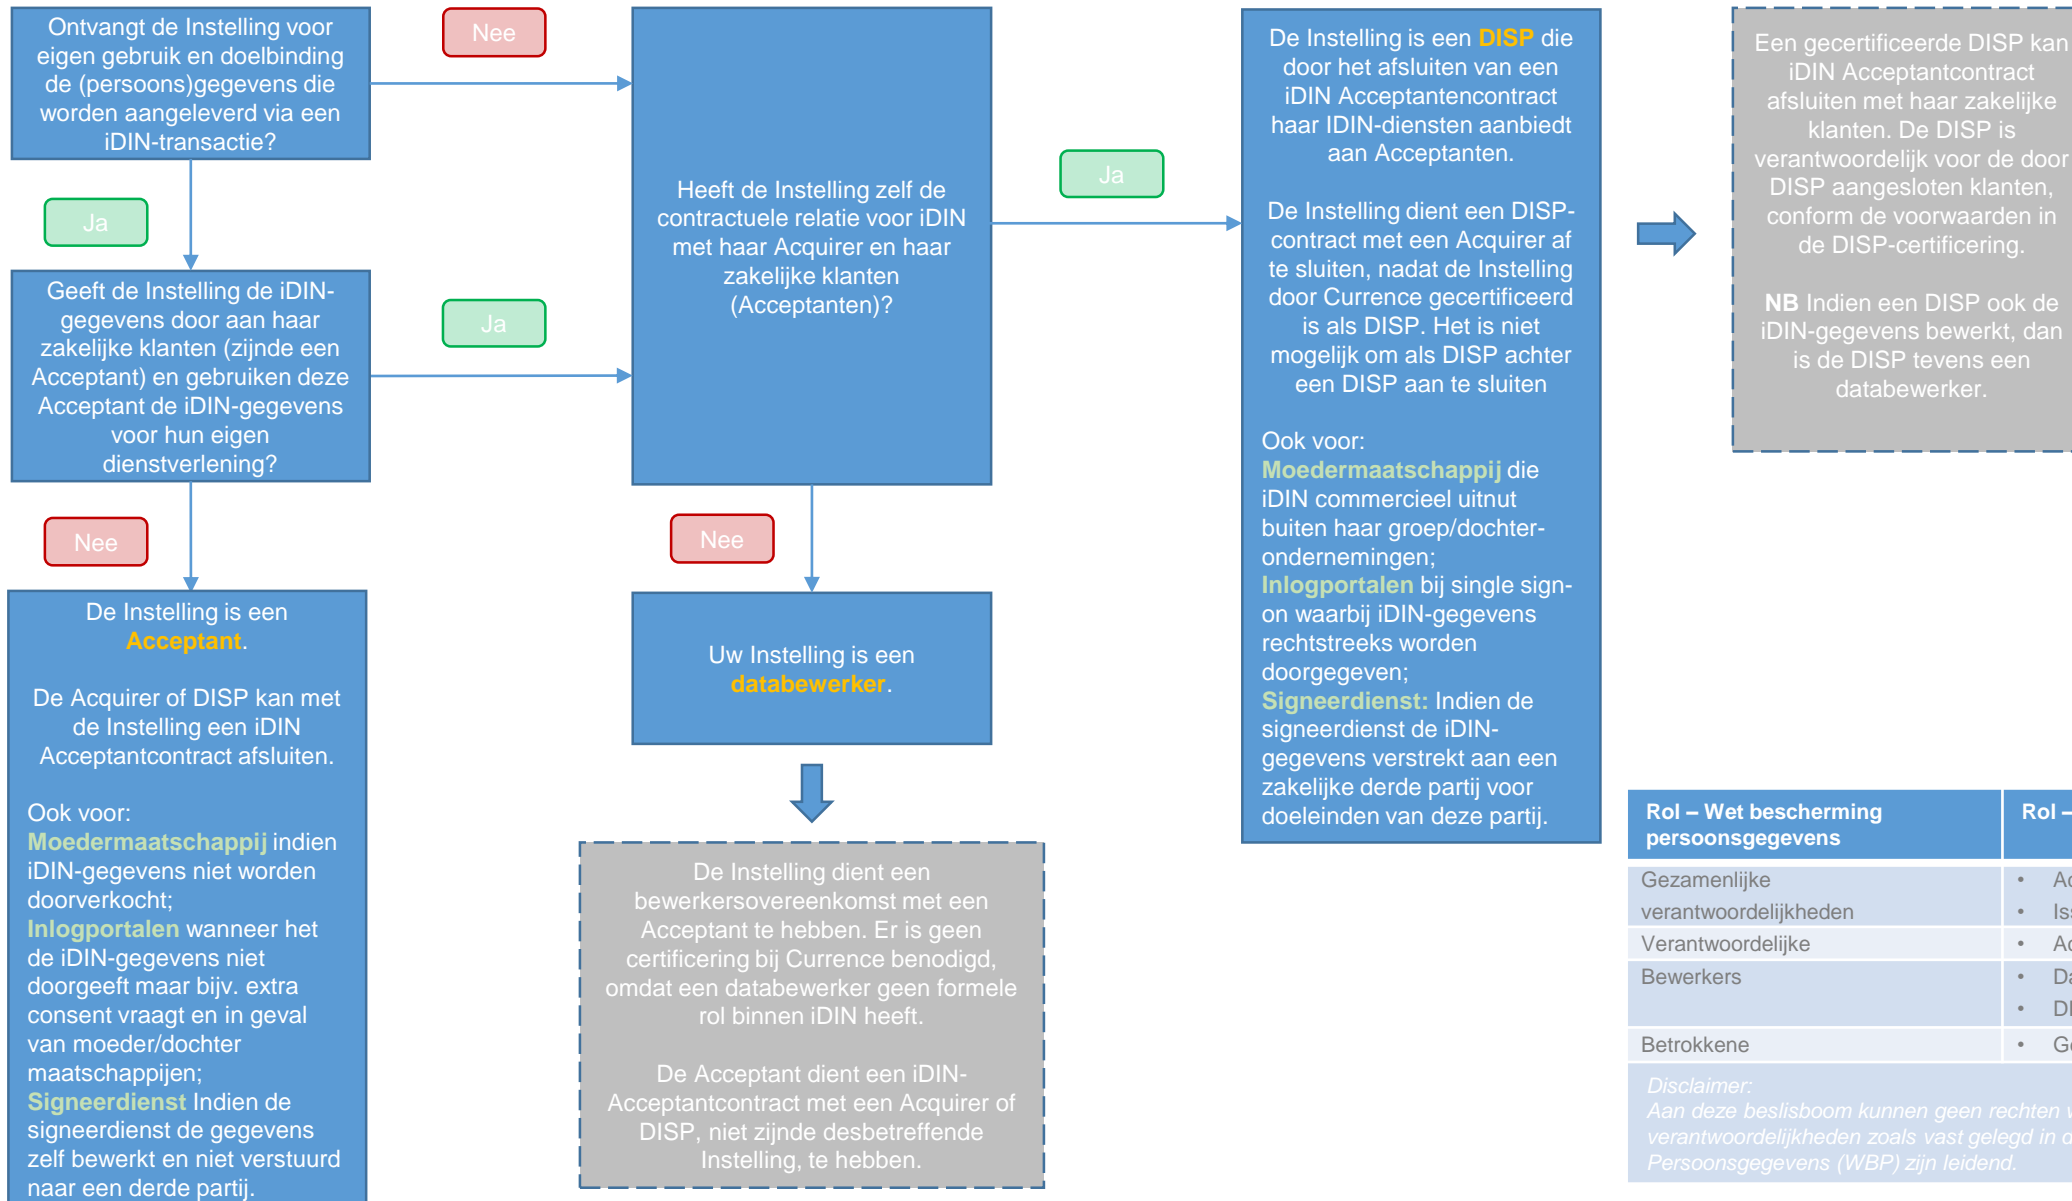 Ontvangt de Instelling voor
eigen gebruik en doelbinding
de (persoons)gegevens die
worden aangeleverd via een
iDIN-transactie?
Nee
Ja
Geeft de Instelling de iDIN-
gegevens door aan haar
zakelijke klanten (zijnde een
Acceptant) en gebruiken deze
Acceptant de iDIN-gegevens
voor hun eigen
dienstverlening?
Ja
Nee
De Instelling is een
Acceptant.
De Acquirer of DISP kan met
de Instelling een iDIN
Acceptantcontract afsluiten.
Ook voor:
Moedermaatschappij indien
iDIN-gegevens niet worden
doorverkocht;
Inlogportalen wanneer het
de iDIN-gegevens niet
doorgeeft maar bijv. extra
consent vraagt en in geval
van moeder/dochter
maatschappijen;
Signeerdienst Indien de
signeerdienst de gegevens
zelf bewerkt en niet verstuurd
naar een derde partij.
Heeft de Instelling zelf de
contractuele relatie voor iDIN
met haar Acquirer en haar
zakelijke klanten
(Acceptanten)?
Ja
Nee
Uw Instelling is een
databewerker.
De Instelling dient een
bewerkersovereenkomst met een
Acceptant te hebben. Er is geen
certificering bij Currence benodigd,
omdat een databewerker geen formele
rol binnen iDIN heeft.
De Acceptant dient een iDIN-
Acceptantcontract met een Acquirer of
DISP, niet zijnde desbetreffende
Instelling, te hebben.
De Instelling is een DISP die
door het afsluiten van een
iDIN Acceptantencontract
haar IDIN-diensten aanbiedt
aan Acceptanten.
De Instelling dient een DISP-
contract met een Acquirer af
te sluiten, nadat de Instelling
door Currence gecertificeerd
is als DISP. Het is niet
mogelijk om als DISP achter
een DISP aan te sluiten
Ook voor:
Moedermaatschappij die
iDIN commercieel uitnut
buiten haar groep/dochter-
ondernemingen;
Inlogportalen bij single sign-
on waarbij iDIN-gegevens
rechtstreeks worden
doorgegeven;
Signeerdienst: Indien de
signeerdienst de iDIN-
gegevens verstrekt aan een
zakelijke derde partij voor
doeleinden van deze partij.
Een gecertificeerde DISP kan
iDIN Acceptantcontract
afsluiten met haar zakelijke
klanten. De DISP is
verantwoordelijk voor de door
DISP aangesloten klanten,
conform de voorwaarden in
de DISP-certificering.
NB Indien een DISP ook de
iDIN-gegevens bewerkt, dan
is de DISP tevens een
databewerker.
Rol – Wet bescherming
persoonsgegevens
Rol –
Gezamenlijke
verantwoordelijkheden
Verantwoordelijke
Bewerkers
Betrokkene
Disclaimer:
Aan deze beslisboom kunnen geen rechten
verantwoordelijkheden zoals vast gelegd in
Persoonsgegevens (WBP) zijn leidend.